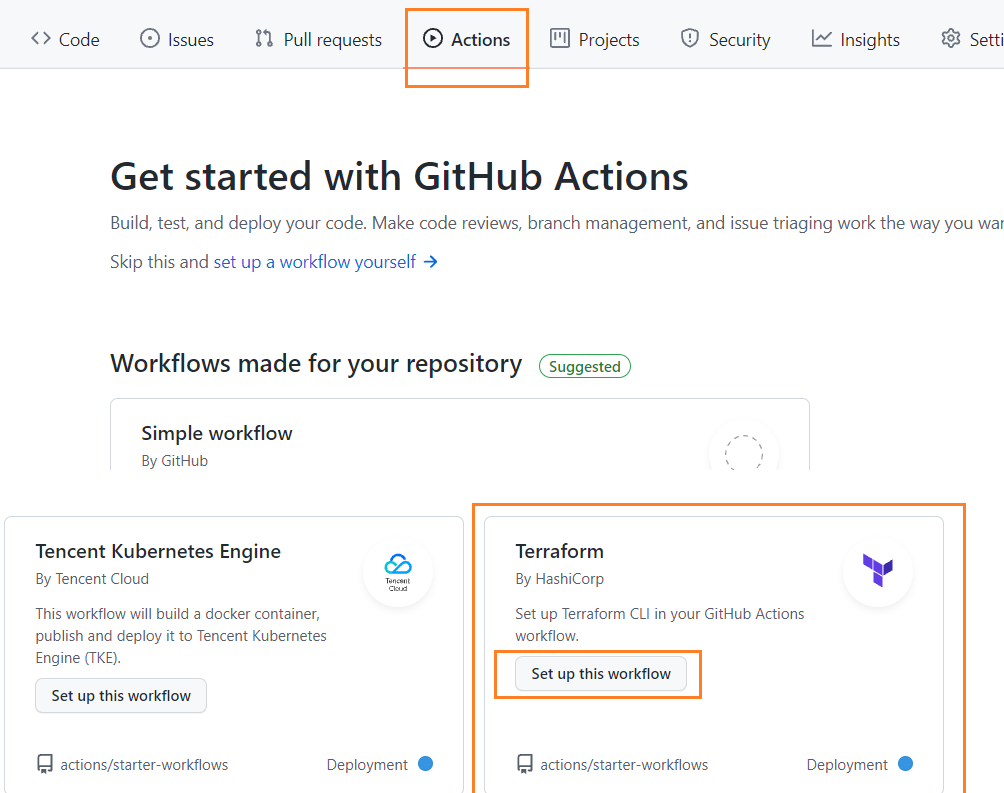 Code Issues Pull requests Actions Projects Security Insights Setti
Get started with GitHub Actions
Build, test, and deploy your code. Make code reviews, branch management, and issue triaging work the way you wan
Skip this and set up a workflow yourself →
Workflows made for your repository Suggested
Simple workflow
By GitHub
Tencent Kubernetes Engine
By Tencent Cloud
Tencent
Cloud
This workflow will build a docker container,
publish and deploy it to Tencent Kubernetes
Engine (TKE).
Set up this workflow
actions/starter-workflows Deployment
Terraform
By HashiCorp
Set up Terraform CLI in your GitHub Actions
workflow.
Set up this workflow
actions/starter-workflows Deployment